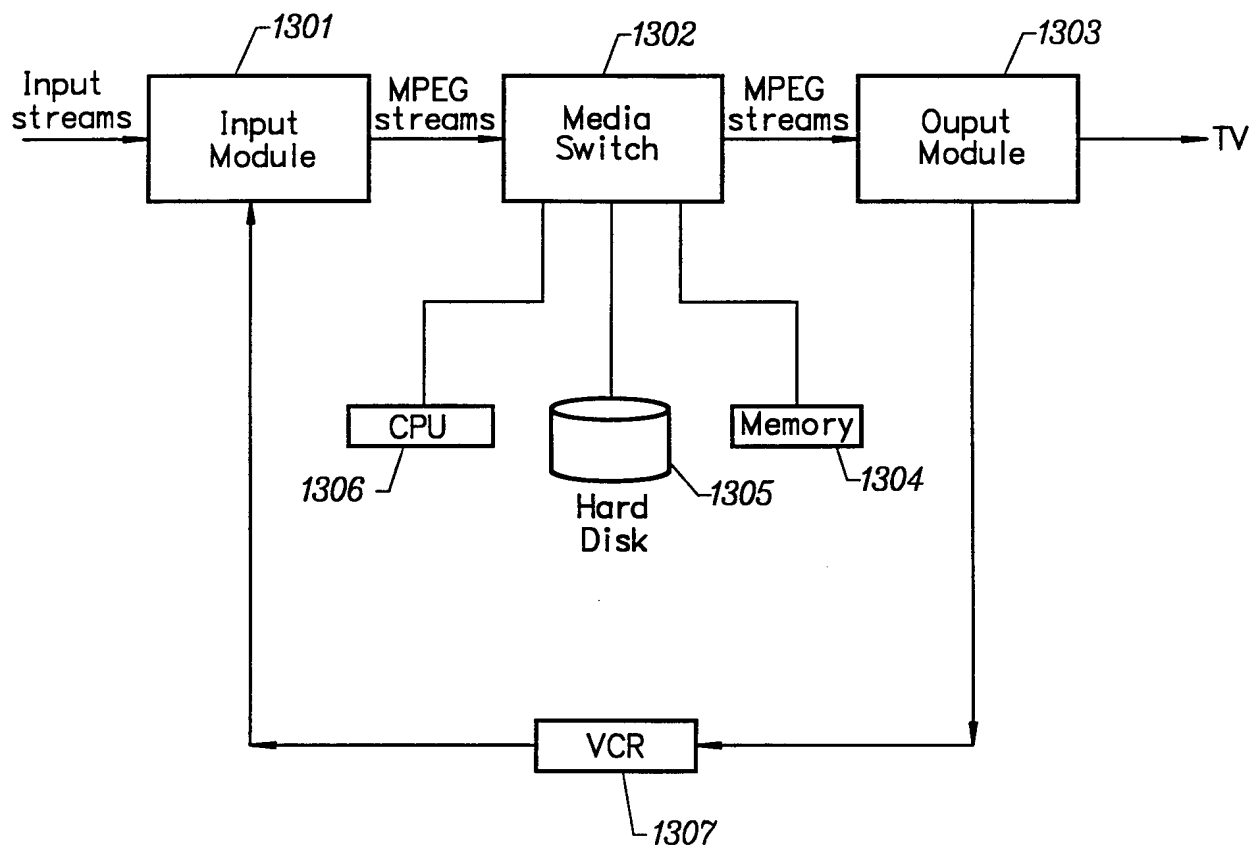 1301
1302
1303
Input
streams
Input
Module
MPEG
streams
Media
Switch
MPEG
streams
Ouput
Module
TV
CPU
Memory
1306
1305
1304
Hard
Disk
VCR
1307